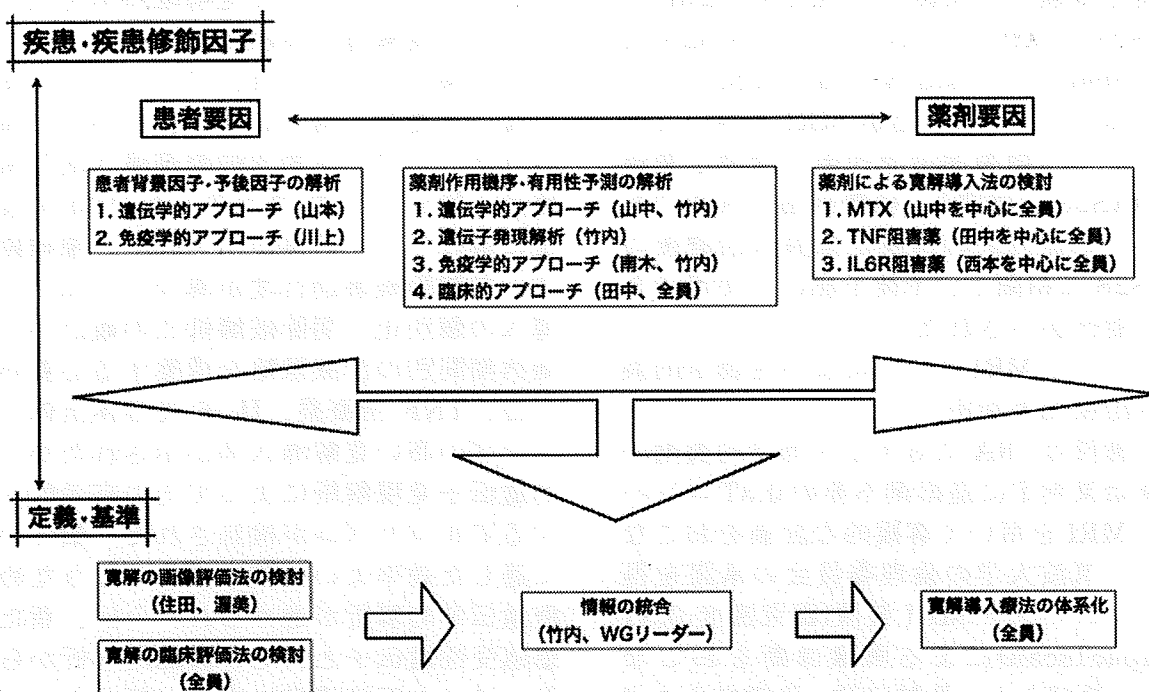 疾患・疾患修飾因子
患者要因
薬剤要因
患者背景因子・予後因子の解析
1. 遺伝学的アプローチ（山本）
2. 免疫学的アプローチ（川上）
薬剤作用機序・有用性予測の解析
1. 遺伝学的アプローチ（山中、竹内）
2. 遺伝子発現解析（竹内）
3. 免疫学的アプローチ（南木、竹内）
4. 臨床的アプローチ（田中、全員）
薬剤による寛解導入法の検討
1. MTX（山中を中心に全員）
2. TNF阻害薬（田中を中心に全員）
3. IL6R阻害薬（西本を中心に全員）
定義・基準
寛解の画像評価法の検討
（住田、渥美）
寛解の臨床評価法の検討
（全員）
情報の統合
（竹内、WGリーダー）
寛解導入療法の体系化
（全員）